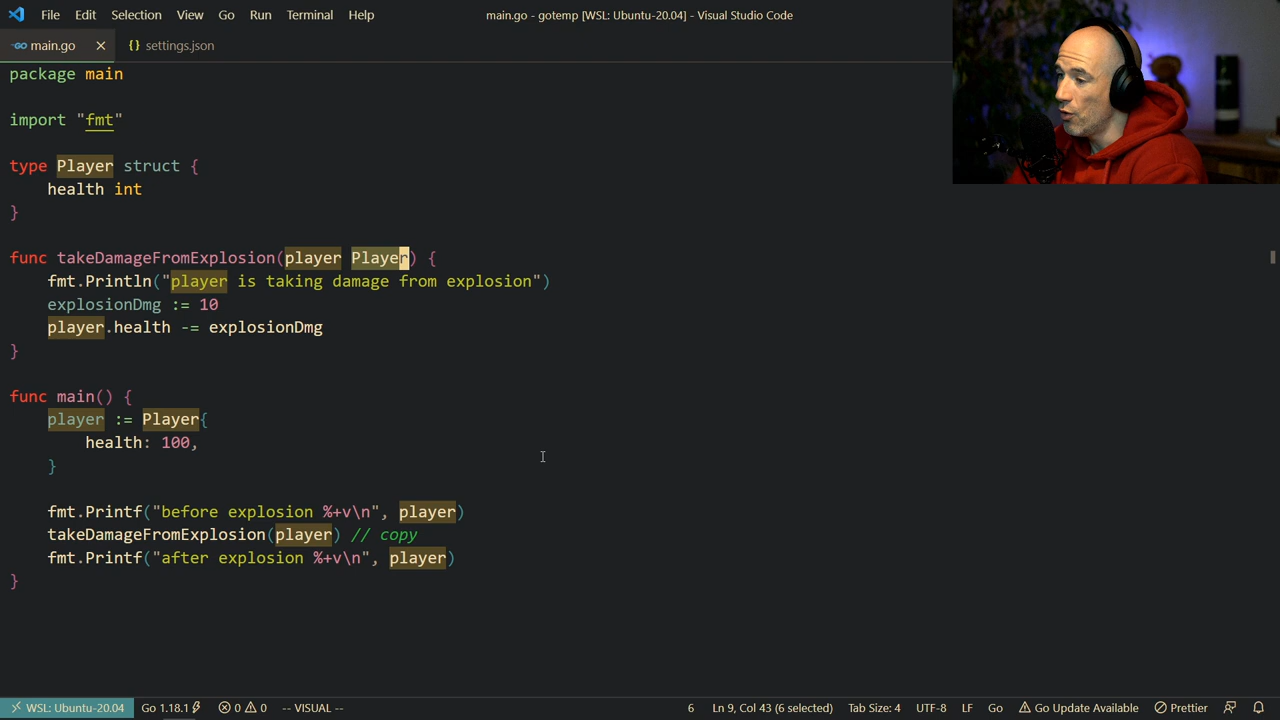 File Edit Selection View Go Run Terminal Help main.go - gotemp [WSL: Ubuntu-20.04] - Visual Studio Code
main.go settings.json
package main
import "fmt"
type Player struct {
    health int
}
func takeDamageFromExplosion(player Player) {
    fmt.Println("player is taking damage from explosion")
    explosionDmg := 10
    player.health -= explosionDmg
}
func main() {
    player := Player{
        health: 100,
    }
    fmt.Printf("before explosion %+v\n", player)
    takeDamageFromExplosion(player) // copy
    fmt.Printf("after explosion %+v\n", player)
}
WSL: Ubuntu-20.04 Go 1.18.1 0 0 -- VISUAL -- 6 Ln 9, Col 43 (6 selected) Tab Size: 4 UTF-8 LF Go Go Update Available Prettier